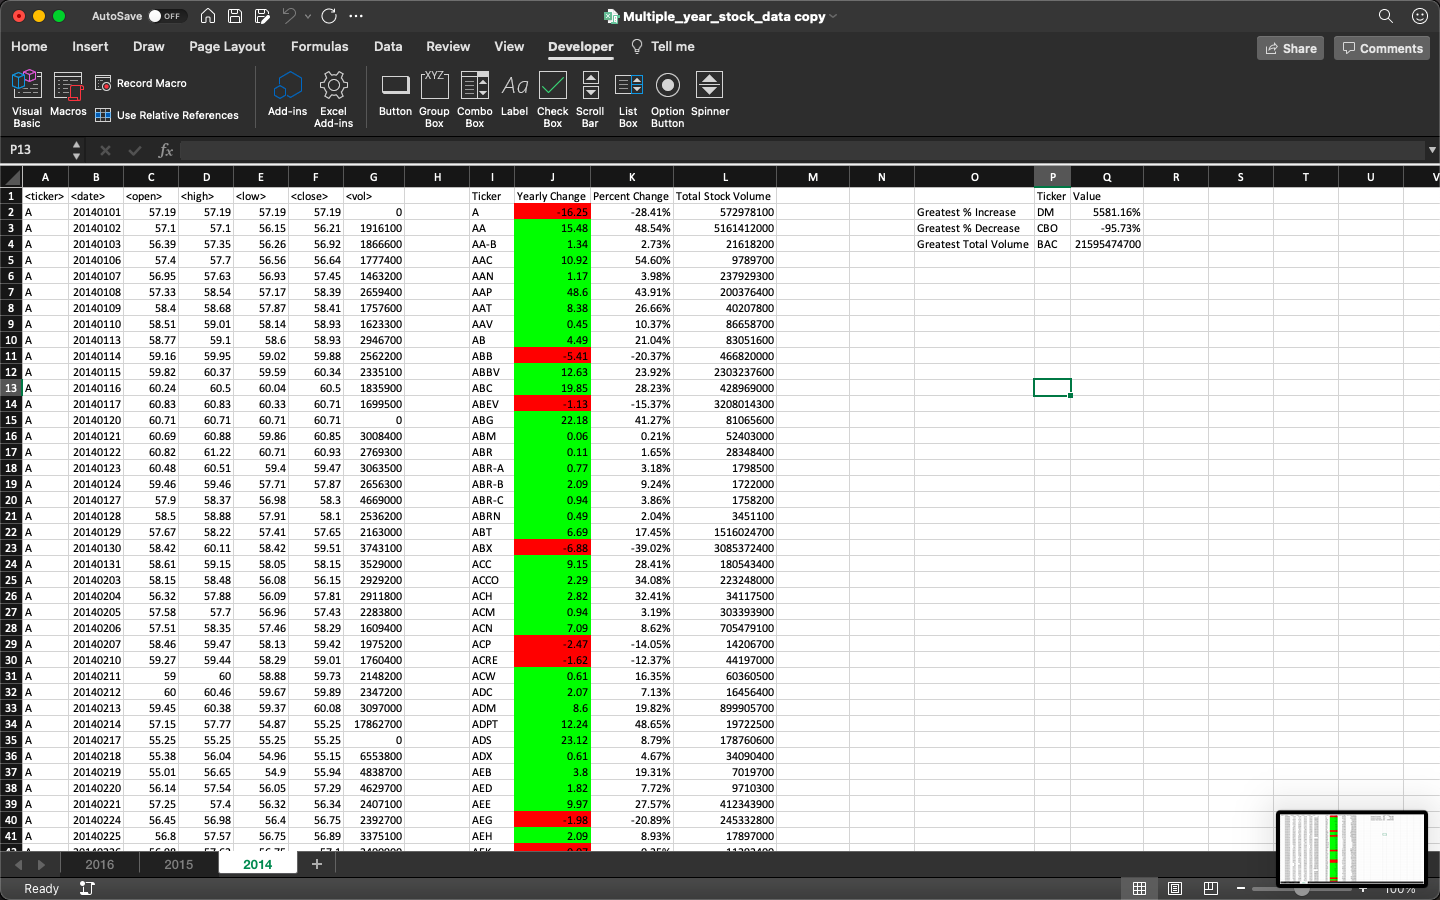 AutoSave OFF Multiple_year_stock_data copy
Home Insert Draw Page Layout Formulas Data Review View Developer Tell me Share Comments
Visual Basic Macros Record Macro Use Relative References Add-ins Excel Add-ins Button Group Box Combo Box Label Check Box Scroll Bar List Box Option Button Spinner
P13 fx
A B C D E F G H I J K L M N O P Q R S T U V
1 <ticker> <date> <open> <high> <low> <close> <vol> Ticker Yearly Change Percent Change Total Stock Volume Ticker Value
2 A 20140101 57.19 57.19 57.19 57.19 0 A -16.25 -28.41% 572978100 Greatest % Increase DM 5581.16%
3 A 20140102 57.1 57.1 56.15 56.21 1916100 AA 15.48 48.54% 5161412000 Greatest % Decrease CBO -95.73%
4 A 20140103 56.39 57.35 56.26 56.92 1866600 AA-B 1.34 2.73% 21618200 Greatest Total Volume BAC 21595474700
5 A 20140106 57.4 57.7 56.56 56.64 1777400 AAC 10.92 54.60% 9789700
6 A 20140107 56.95 57.63 56.93 57.45 1463200 AAN 1.17 3.98% 237929300
7 A 20140108 57.33 58.54 57.17 58.39 2659400 AAP 48.6 43.91% 200376400
8 A 20140109 58.4 58.68 57.87 58.41 1757600 AAT 8.38 26.66% 40207800
9 A 20140110 58.51 59.01 58.14 58.93 1623300 AAV 0.45 10.37% 86658700
10 A 20140113 58.77 59.1 58.6 58.93 2946700 AB 4.49 21.04% 83051600
11 A 20140114 59.16 59.95 59.02 59.88 2562200 ABB -5.41 -20.37% 466820000
12 A 20140115 59.82 60.37 59.59 60.34 2335100 ABBV 12.63 23.92% 2303237600
13 A 20140116 60.24 60.5 60.04 60.5 1835900 ABC 19.85 28.23% 428969000
14 A 20140117 60.83 60.83 60.33 60.71 1699500 ABEV -1.13 -15.37% 3208014300
15 A 20140120 60.71 60.71 60.71 60.71 0 ABG 22.18 41.27% 81065600
16 A 20140121 60.69 60.88 59.86 60.85 3008400 ABM 0.06 0.21% 52403000
17 A 20140122 60.82 61.22 60.71 60.93 2769300 ABR 0.11 1.65% 28348400
18 A 20140123 60.48 60.51 59.4 59.47 3063500 ABR-A 0.77 3.18% 1798500
19 A 20140124 59.46 59.46 57.71 57.87 2656300 ABR-B 2.09 9.24% 1722000
20 A 20140127 57.9 58.37 56.98 58.3 4669000 ABR-C 0.94 3.86% 1758200
21 A 20140128 58.5 58.88 57.91 58.1 2536200 ABRN 0.49 2.04% 3451100
22 A 20140129 57.67 58.22 57.41 57.65 2163000 ABT 6.69 17.45% 1516024700
23 A 20140130 58.42 60.11 58.42 59.51 3743100 ABX -6.88 -39.02% 3085372400
24 A 20140131 58.61 59.15 58.05 58.15 3529000 ACC 9.15 28.41% 180543400
25 A 20140203 58.15 58.48 56.08 56.15 2929200 ACCO 2.29 34.08% 223248000
26 A 20140204 56.32 57.88 56.09 57.81 2911800 ACH 2.82 32.41% 34117500
27 A 20140205 57.58 57.7 56.96 57.43 2283800 ACM 0.94 3.19% 303393900
28 A 20140206 57.51 58.35 57.46 58.29 1609400 ACN 7.09 8.62% 705479100
29 A 20140207 58.46 59.47 58.13 59.42 1975200 ACP -2.47 -14.05% 14206700
30 A 20140210 59.27 59.44 58.29 59.01 1760400 ACRE -1.62 -12.37% 44197000
31 A 20140211 59 60 58.88 59.73 2148200 ACW 0.61 16.35% 60360500
32 A 20140212 60 60.46 59.67 59.89 2347200 ADC 2.07 7.13% 16456400
33 A 20140213 59.45 60.38 59.37 60.08 3097000 ADM 8.6 19.82% 899905700
34 A 20140214 57.15 57.77 54.87 55.25 17862700 ADPT 12.24 48.65% 19722500
35 A 20140217 55.25 55.25 55.25 55.25 0 ADS 23.12 8.79% 178760600
36 A 20140218 55.38 56.04 54.96 55.15 6553800 ADX 0.61 4.67% 34090400
37 A 20140219 55.01 56.65 54.9 55.94 4838700 AEB 3.8 19.31% 7019700
38 A 20140220 56.14 57.54 56.05 57.29 4629700 AED 1.82 7.72% 9710300
39 A 20140221 57.25 57.4 56.32 56.34 2407100 AEE 9.97 27.57% 412343900
40 A 20140224 56.45 56.98 56.4 56.75 2392700 AEG -1.98 -20.89% 245332800
41 A 20140225 56.8 57.57 56.75 56.89 3375100 AEH 2.09 8.93% 17897000
2016 2015 2014 +
Ready 100%